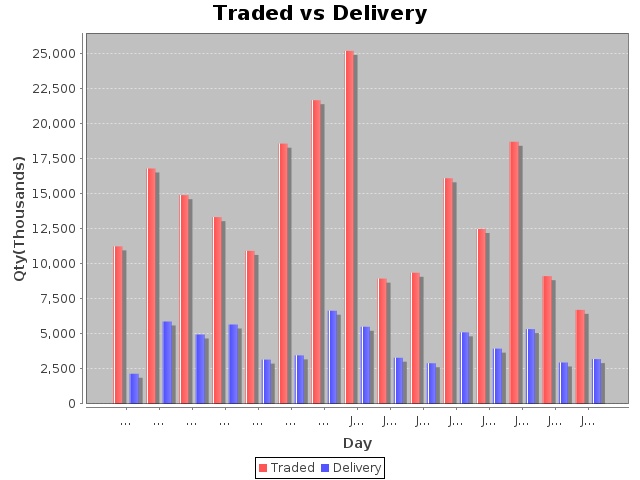 Traded vs Delivery
Qty(Thousands)
25,000
22,500
20,000
17,500
15,000
12,500
10,000
7,500
5,000
2,500
0
... ... ... ... ... ... ... J... J... J... J... J... J... J... J...
Day
Traded Delivery